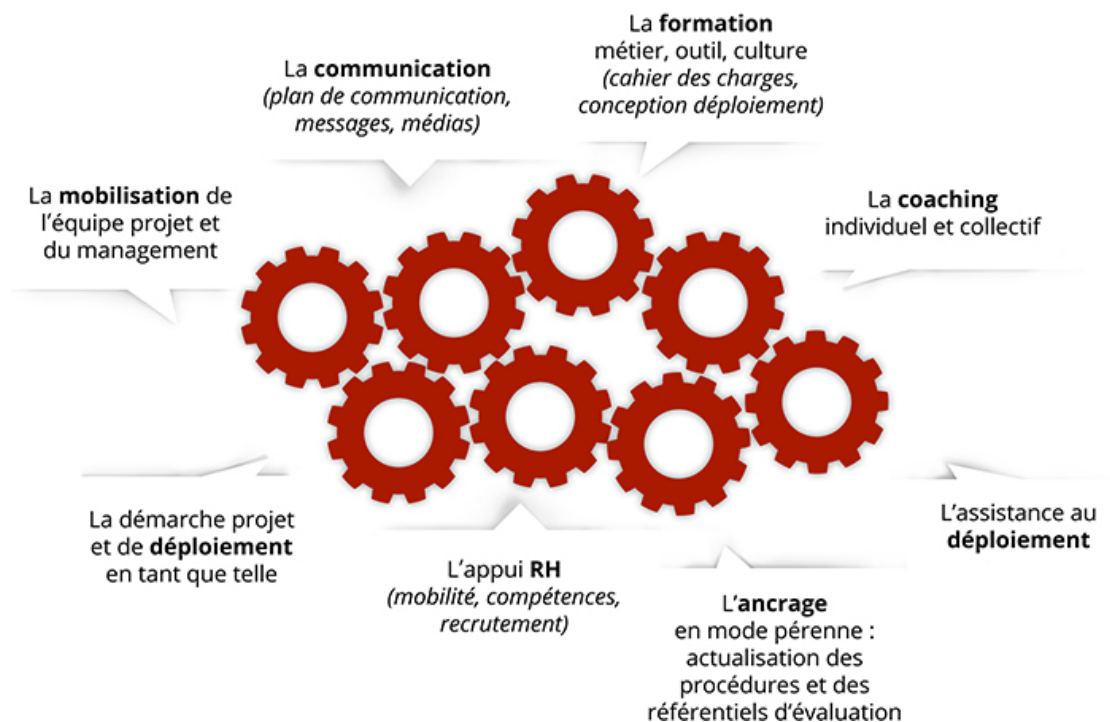 La formation
métier, outil, culture
(cahier des charges,
conception déploiement)
La communication
(plan de communication,
messages, médias)
La mobilisation de
l'équipe projet et
du management
La coaching
individuel et collectif
La démarche projet
et de déploiement
en tant que telle
L'appui RH
(mobilité, compétences,
recrutement)
L'ancrage
en mode pérenne :
actualisation des
procédures et des
référentiels d'évaluation
L'assistance au
déploiement